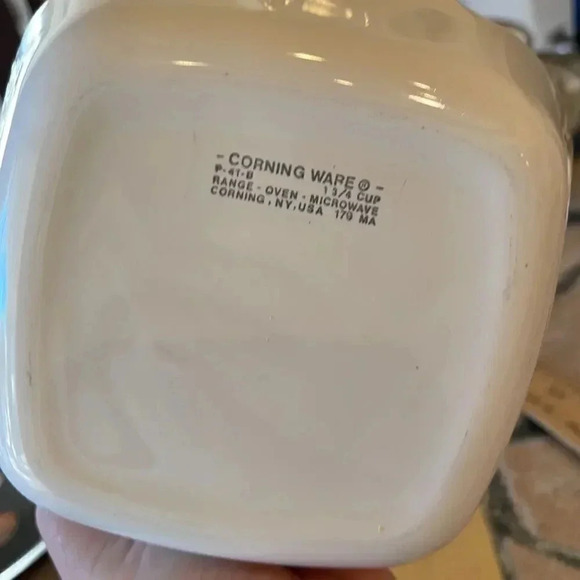 - CORNING WARE® -
P-41-B 1 3/4 CUP
RANGE - OVEN - MICROWAVE
CORNING, NY, USA 179 MA